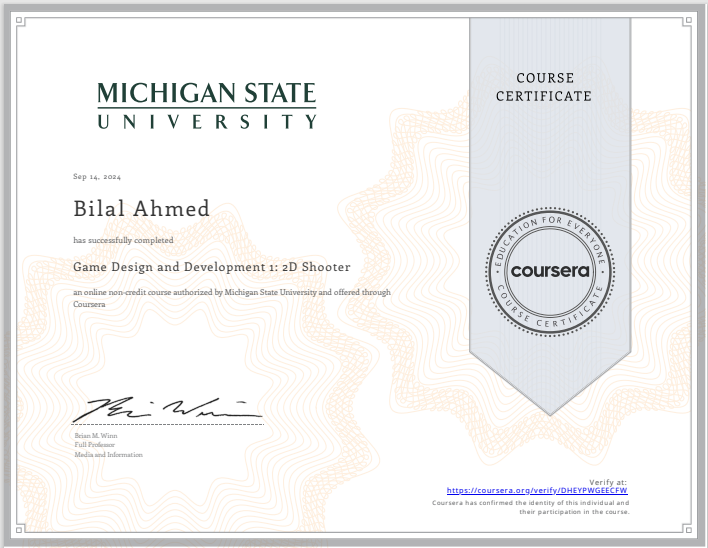 MICHIGAN STATE
UNIVERSITY
COURSE
CERTIFICATE
Sep 14, 2024
Bilal Ahmed
has successfully completed
Game Design and Development 1: 2D Shooter
an online non-credit course authorized by Michigan State University and offered through
Coursera
EDUCATION FOR EVERYONE
coursera
COURSE CERTIFICATE
Brian M. Winn
Full Professor
Media and Information
Verify at:
https://coursera.org/verify/DHEYPWGEECFW
Coursera has confirmed the identity of this individual and
their participation in the course.